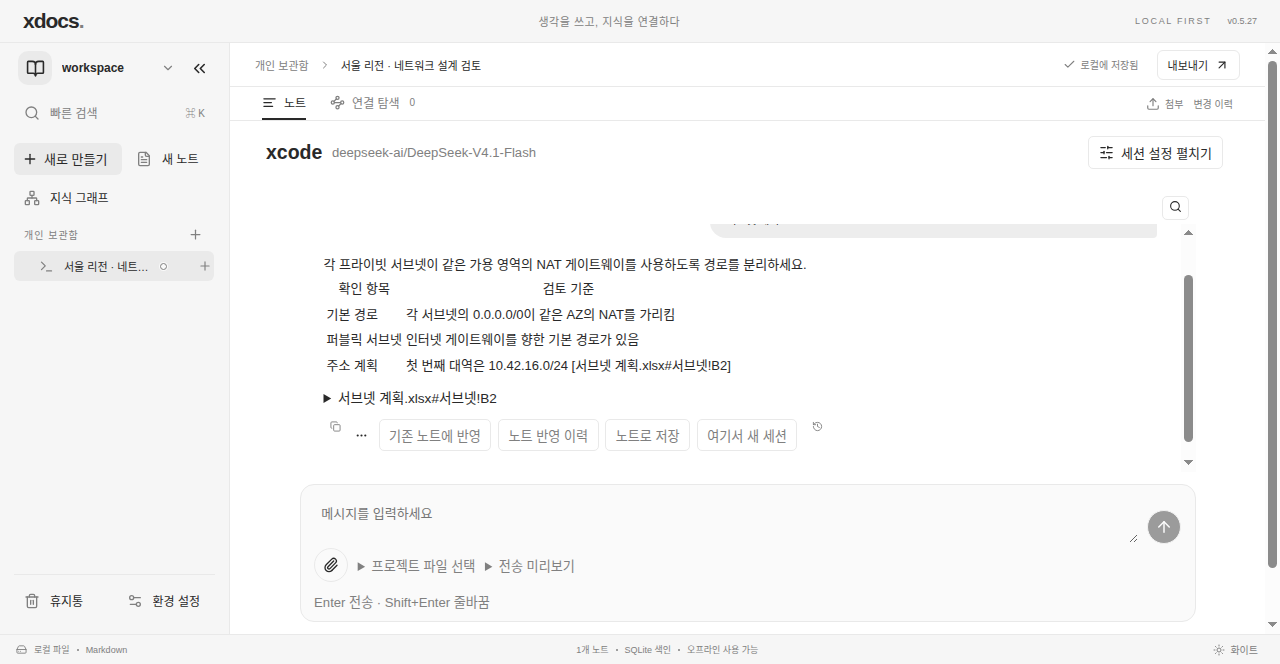 xdocs.
생각을 쓰고, 지식을 연결하다
LOCAL FIRST v0.5.27
workspace
빠른 검색 ⌘K
새로 만들기 새 노트
지식 그래프
개인 보관함
서울 리전 · 네트…
휴지통 환경 설정
개인 보관함 서울 리전 · 네트워크 설계 검토
로컬에 저장됨 내보내기
노트 연결 탐색 0
첨부 변경 이력
xcode deepseek-ai/DeepSeek-V4.1-Flash
세션 설정 펼치기
각 프라이빗 서브넷이 같은 가용 영역의 NAT 게이트웨이를 사용하도록 경로를 분리하세요.
확인 항목 검토 기준
기본 경로 각 서브넷의 0.0.0.0/0이 같은 AZ의 NAT를 가리킴
퍼블릭 서브넷 인터넷 게이트웨이를 향한 기본 경로가 있음
주소 계획 첫 번째 대역은 10.42.16.0/24 [서브넷 계획.xlsx#서브넷!B2]
▶ 서브넷 계획.xlsx#서브넷!B2
기존 노트에 반영 노트 반영 이력 노트로 저장 여기서 새 세션
메시지를 입력하세요
▶ 프로젝트 파일 선택 ▶ 전송 미리보기
Enter 전송 · Shift+Enter 줄바꿈
로컬 파일 · Markdown
1개 노트 · SQLite 색인 · 오프라인 사용 가능
화이트